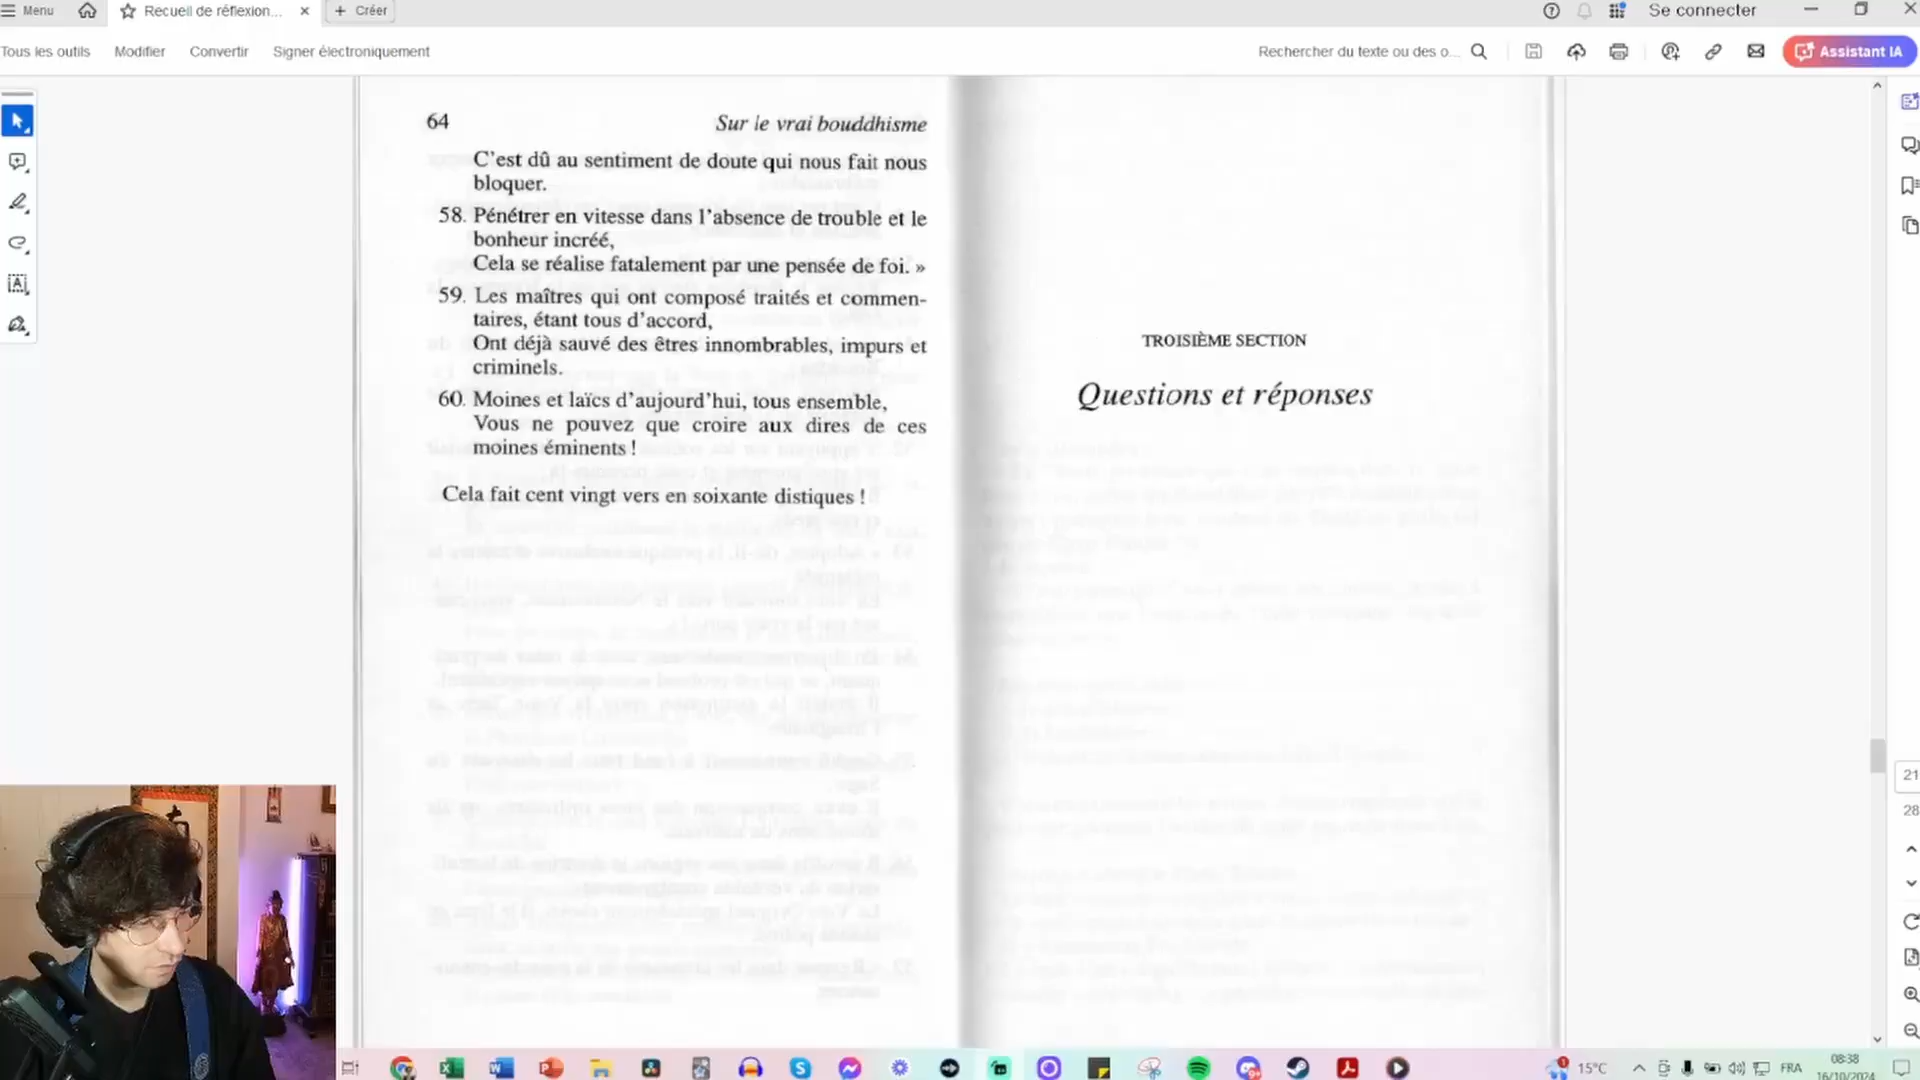 Menu
Recueil de réflexion...
Créer
Se connecter
Tous les outils
Modifier
Convertir
Signer électroniquement
Rechercher du texte ou des o...
Assistant IA
64
Sur le vrai bouddhisme
C'est dû au sentiment de doute qui nous fait nous
bloquer.
58. Pénétrer en vitesse dans l'absence de trouble et le
bonheur incréé,
Cela se réalise fatalement par une pensée de foi. »
59. Les maîtres qui ont composé traités et commen-
taires, étant tous d'accord,
Ont déjà sauvé des êtres innombrables, impurs et
criminels.
60. Moines et laïcs d'aujourd'hui, tous ensemble,
Vous ne pouvez que croire aux dires de ces
moines éminents !
Cela fait cent vingt vers en soixante distiques !
TROISIÈME SECTION
Questions et réponses
21
28
15°C
FRA
08:38
16/10/2024